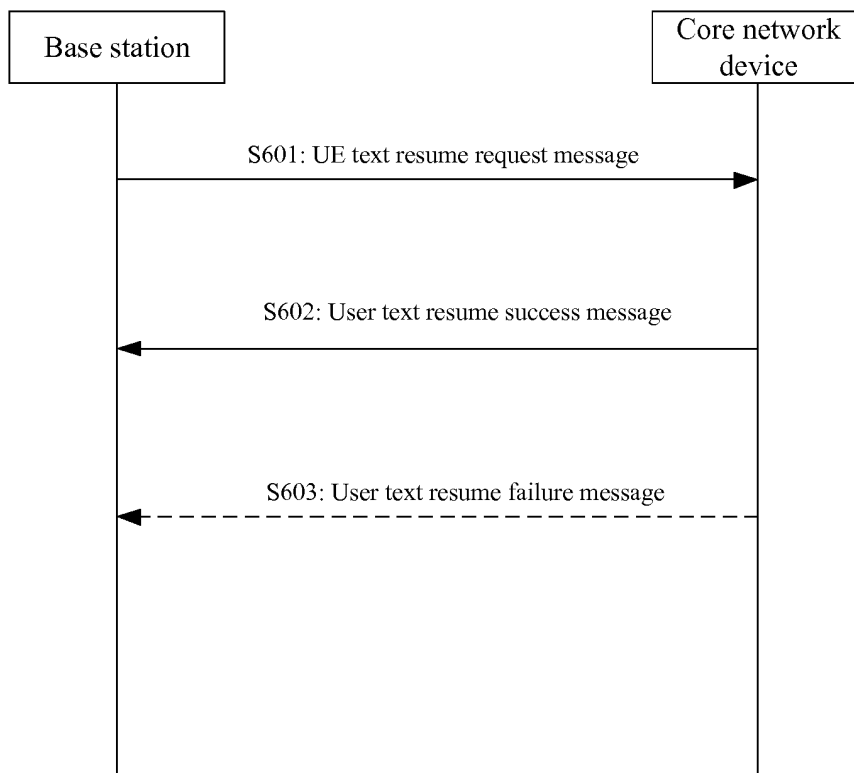 Base station
Core network
device
S601: UE text resume request message
S602: User text resume success message
S603: User text resume failure message